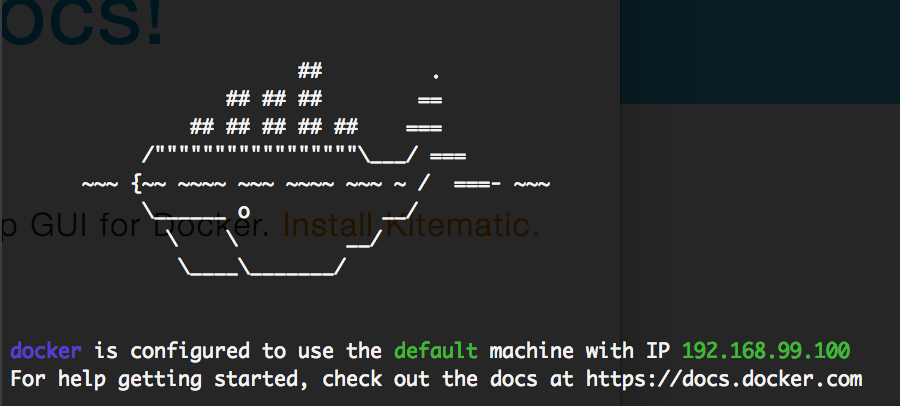 ocs!
                        ##         .
                  ## ## ##        ==
               ## ## ## ## ##    ===
           /"""""""""""""""""\___/ ===
      ~~~ {~~ ~~~~ ~~~ ~~~~ ~~~ ~ /  ===- ~~~
           \______ o           __/
p GUI for Docker. Install Kitematic.
             \    \         __/
              \____\_______/
docker is configured to use the default machine with IP 192.168.99.100
For help getting started, check out the docs at https://docs.docker.com